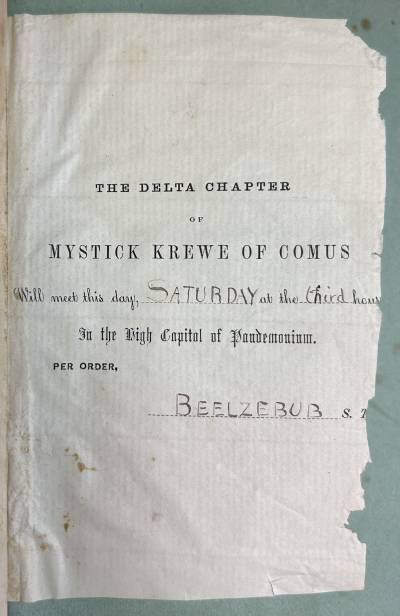 THE DELTA CHAPTER
OF
MYSTICK KREWE OF COMUS
Will meet this day, SATURDAY at the third hour
In the High Capitol of Pandemonium.
PER ORDER,
BEELZEBUB S. T